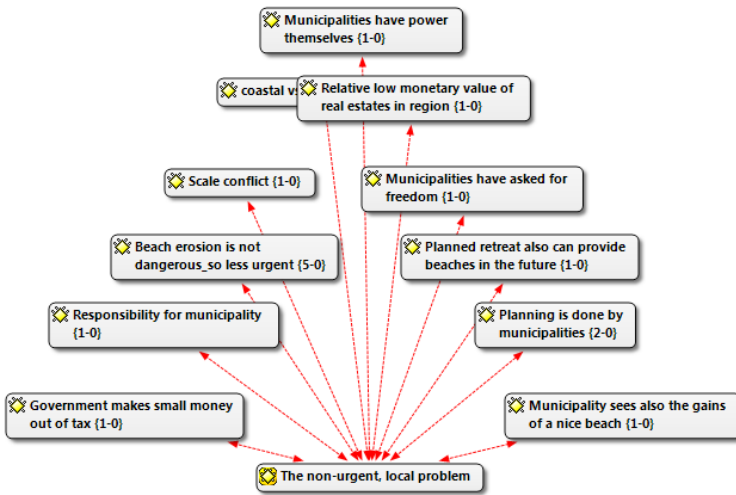 Municipalities have power
themselves {1-0}
coastal vs
Relative low monetary value of
real estates in region {1-0}
Scale conflict {1-0}
Municipalities have asked for
freedom {1-0}
Beach erosion is not
dangerous_so less urgent {5-0}
Planned retreat also can provide
beaches in the future {1-0}
Responsibility for municipality
{1-0}
Planning is done by
municipalities {2-0}
Government makes small money
out of tax {1-0}
Municipality sees also the gains
of a nice beach {1-0}
The non-urgent, local problem